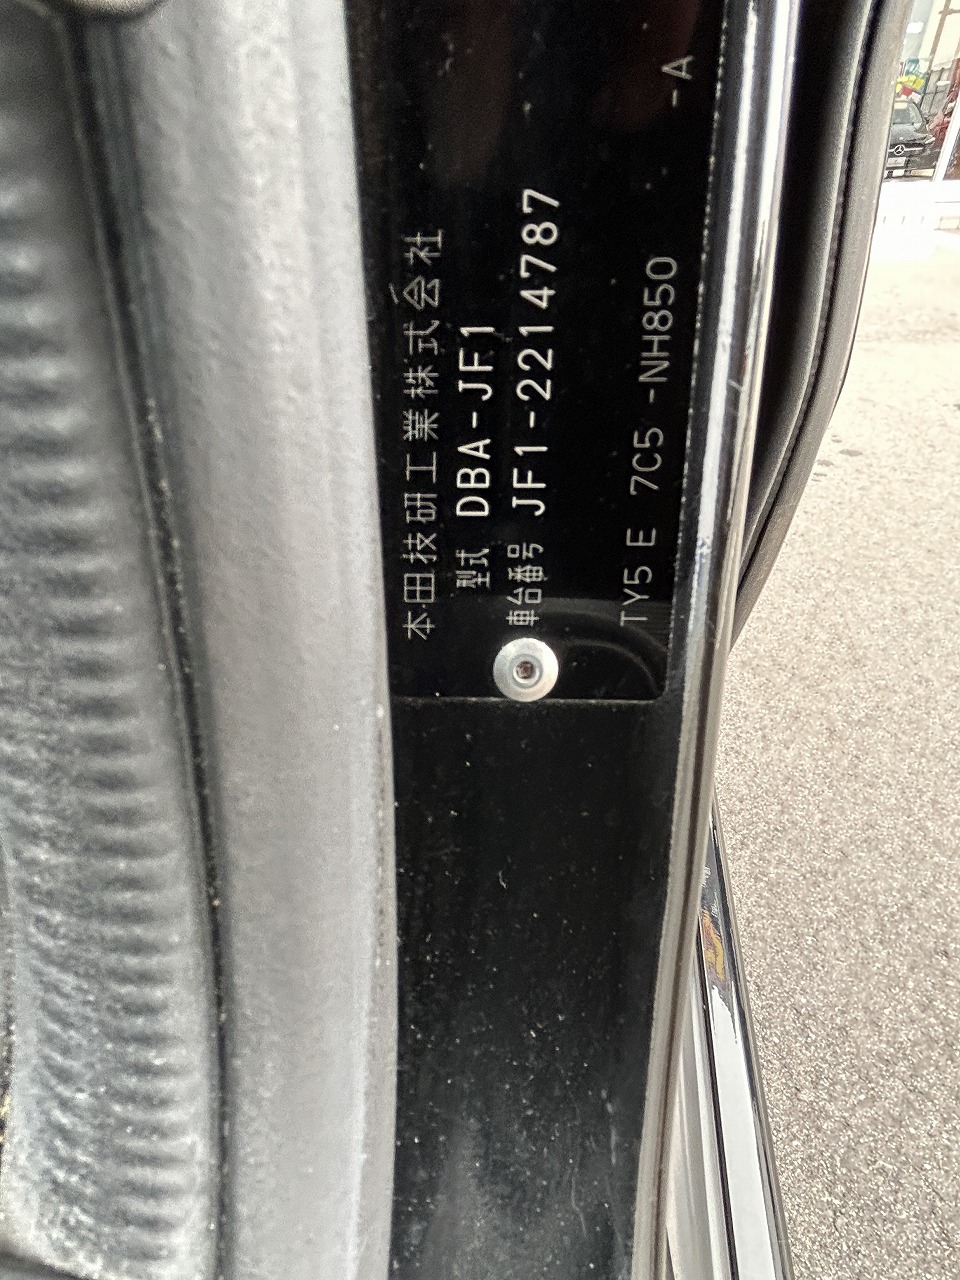 本田技研工業株式会社
型式 DBA-JF1
車台番号 JF1-2214787
TY5 E 7C5 -NH850 -A